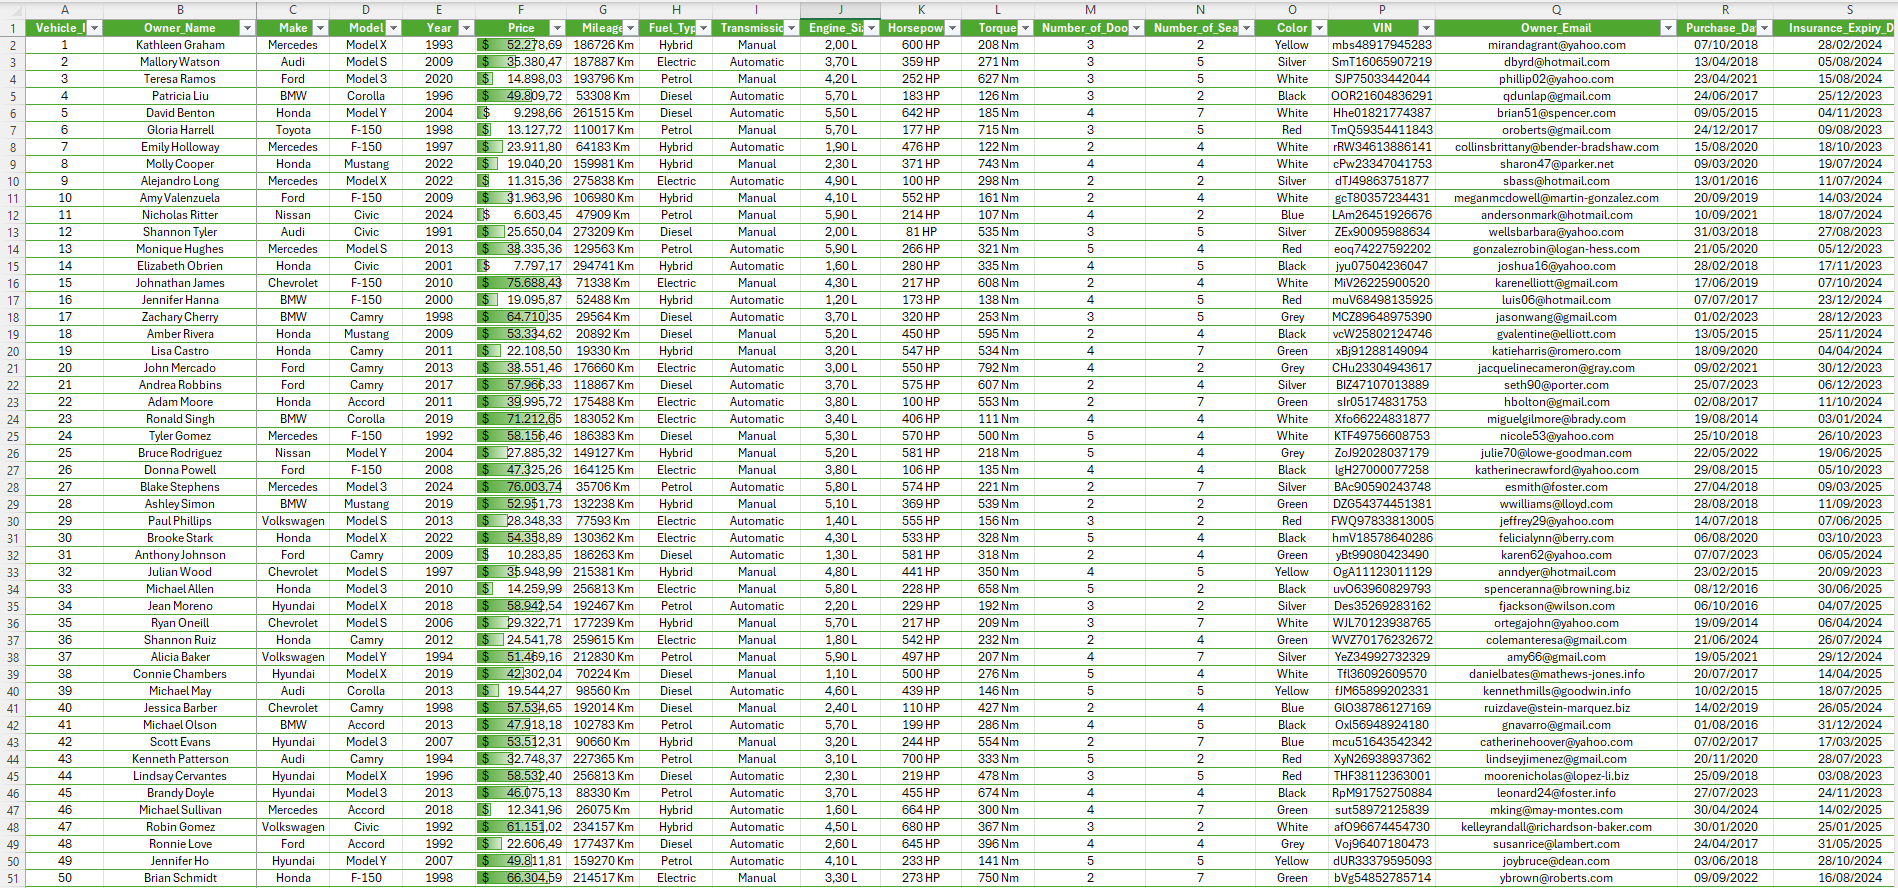 A B C D E F G H I J K L M N O P Q R S
1 Vehicle_I Owner_Name Make Model Year Price Mileage Fuel_Typ Transmissic Engine_Si Horsepow Torque Number_of_Doo Number_of_Sea Color VIN Owner_Email Purchase_Da Insurance_Expiry_D
2 1 Kathleen Graham Mercedes Model X 1993 $ 52.278,69 186726 Km Hybrid Manual 2,00 L 600 HP 208 Nm 3 2 Yellow mbs48917945283 mirandagrant@yahoo.com 07/10/2018 28/02/2024
3 2 Mallory Watson Audi Model S 2009 $ 35.380,47 187887 Km Electric Automatic 3,70 L 359 HP 271 Nm 3 5 Silver SmT16065907219 dbyrd@hotmail.com 13/04/2018 05/08/2024
4 3 Teresa Ramos Ford Model 3 2020 $ 14.898,03 193796 Km Petrol Manual 4,20 L 252 HP 627 Nm 3 5 White SJP75033442044 phillip02@yahoo.com 23/04/2021 15/08/2024
5 4 Patricia Liu BMW Corolla 1996 $ 49.809,72 53308 Km Diesel Automatic 5,70 L 183 HP 126 Nm 3 2 Black OOR21604836291 qdunlap@gmail.com 24/06/2017 25/12/2023
6 5 David Benton Honda Model Y 2004 $ 9.298,66 261515 Km Diesel Automatic 5,50 L 642 HP 185 Nm 4 7 White Hhe01821774387 brian51@spencer.com 09/05/2015 04/11/2023
7 6 Gloria Harrell Toyota F-150 1998 $ 13.127,72 110017 Km Petrol Manual 5,70 L 177 HP 715 Nm 3 5 Red TmQ59354411843 oroberts@gmail.com 24/12/2017 09/08/2023
8 7 Emily Holloway Mercedes F-150 1997 $ 23.911,80 64183 Km Hybrid Automatic 1,90 L 476 HP 122 Nm 2 4 White rRW34613886141 collinsbrittany@bender-bradshaw.com 15/08/2020 18/10/2023
9 8 Molly Cooper Honda Mustang 2022 $ 19.040,20 159981 Km Hybrid Manual 2,30 L 371 HP 743 Nm 4 4 White cPw23347041753 sharon47@parker.net 09/03/2020 19/07/2024
10 9 Alejandro Long Mercedes Model X 2022 $ 11.315,36 275838 Km Electric Automatic 4,90 L 100 HP 298 Nm 2 2 Silver dTJ49863751877 sbass@hotmail.com 13/01/2016 11/07/2024
11 10 Amy Valenzuela Ford F-150 2009 $ 31.963,96 106980 Km Hybrid Manual 4,10 L 552 HP 161 Nm 2 4 White gcT80357234431 meganmcdowell@martin-gonzalez.com 20/09/2019 14/03/2024
12 11 Nicholas Ritter Nissan Civic 2024 $ 6.603,45 47909 Km Petrol Manual 5,90 L 214 HP 107 Nm 4 2 Blue LAm26451926676 andersonmark@hotmail.com 10/09/2021 18/07/2024
13 12 Shannon Tyler Audi Civic 1991 $ 25.650,04 273209 Km Diesel Automatic 2,00 L 81 HP 535 Nm 3 5 Silver ZEx90095988634 wellsbarbara@yahoo.com 31/03/2018 27/08/2023
14 13 Monique Hughes Mercedes Model S 2013 $ 38.335,36 129563 Km Petrol Automatic 5,90 L 266 HP 321 Nm 5 4 Red eoq74227592202 gonzalezrobin@logan-hess.com 21/05/2020 05/12/2023
15 14 Elizabeth Obrien Honda Civic 2001 $ 7.797,17 294741 Km Hybrid Automatic 1,60 L 280 HP 335 Nm 4 5 Black jyu07504236047 joshua16@yahoo.com 28/02/2018 17/11/2023
16 15 Johnathan James Chevrolet F-150 2010 $ 75.688,43 71338 Km Electric Manual 4,30 L 217 HP 608 Nm 4 2 White MiV26225900520 karenelliott@gmail.com 17/06/2019 07/10/2024
17 16 Jennifer Hanna BMW F-150 2000 $ 19.095,87 52488 Km Hybrid Automatic 1,20 L 173 HP 138 Nm 4 5 Red muV68498135925 luis06@hotmail.com 07/07/2017 23/12/2024
18 17 Zachary Cherry BMW Camry 1998 $ 64.710,35 29564 Km Diesel Automatic 3,70 L 320 HP 253 Nm 3 5 Grey MCZ89648975390 jasonwang@gmail.com 01/02/2023 28/12/2023
19 18 Amber Rivera Honda Mustang 2009 $ 53.334,62 20892 Km Diesel Manual 5,20 L 450 HP 595 Nm 2 4 Black vcW25802124746 gvalentine@elliott.com 13/05/2015 25/11/2024
20 19 Lisa Castro Honda Camry 2011 $ 22.108,50 19330 Km Hybrid Manual 3,20 L 547 HP 534 Nm 4 7 Green xBj91288149094 katieharris@romero.com 18/09/2020 04/04/2024
21 20 John Mercado Ford Camry 2013 $ 38.551,46 176660 Km Electric Automatic 3,00 L 550 HP 792 Nm 4 2 Grey CHu23304943617 jacquelinecameron@gray.com 09/02/2021 30/12/2023
22 21 Andrea Robbins Ford Camry 2017 $ 57.966,33 118867 Km Diesel Automatic 3,70 L 575 HP 607 Nm 2 4 Silver BIZ47107013889 seth90@porter.com 25/07/2023 06/12/2023
23 22 Adam Moore Honda Accord 2011 $ 39.995,72 175488 Km Electric Automatic 3,80 L 100 HP 553 Nm 2 7 Green sIr05174831753 hbolton@gmail.com 02/08/2017 11/10/2024
24 23 Ronald Singh BMW Corolla 2019 $ 71.212,65 183052 Km Electric Automatic 3,40 L 406 HP 111 Nm 4 4 White Xfo66224831877 miguelgilmore@brady.com 19/08/2014 03/01/2024
25 24 Tyler Gomez Mercedes F-150 1992 $ 58.156,46 186383 Km Diesel Manual 5,30 L 570 HP 500 Nm 5 4 White KTF49756608753 nicole53@yahoo.com 25/10/2018 26/10/2023
26 25 Bruce Rodriguez Nissan Model Y 2004 $ 27.885,32 149127 Km Hybrid Manual 5,20 L 581 HP 218 Nm 5 4 Grey ZoJ92028037179 julie70@lowe-goodman.com 22/05/2022 19/06/2025
27 26 Donna Powell Ford F-150 2008 $ 47.325,26 164125 Km Electric Manual 3,80 L 106 HP 135 Nm 4 4 Black lgH27000077258 katherinecrawford@yahoo.com 29/08/2015 05/10/2023
28 27 Blake Stephens Mercedes Model 3 2024 $ 76.003,74 35706 Km Petrol Automatic 5,80 L 574 HP 221 Nm 2 7 Silver BAc90590243748 esmith@foster.com 27/04/2018 09/03/2025
29 28 Ashley Simon BMW Mustang 2019 $ 52.951,73 132238 Km Hybrid Manual 5,10 L 369 HP 539 Nm 2 2 Green DZG54374451381 wwilliams@lloyd.com 28/08/2018 11/09/2023
30 29 Paul Phillips Volkswagen Model S 2013 $ 28.348,33 77593 Km Electric Automatic 1,40 L 555 HP 156 Nm 3 2 Red FWQ97833813005 jeffrey29@yahoo.com 14/07/2018 07/06/2025
31 30 Brooke Stark Honda Model X 2022 $ 54.358,89 130362 Km Electric Automatic 4,30 L 533 HP 328 Nm 5 4 Black hmV18578640286 felicialynn@berry.com 06/08/2020 03/10/2023
32 31 Anthony Johnson Ford Camry 2009 $ 10.283,85 186263 Km Diesel Automatic 1,30 L 581 HP 318 Nm 2 4 Green yBt99080423490 karen62@yahoo.com 07/07/2023 06/05/2024
33 32 Julian Wood Chevrolet Model S 1997 $ 35.948,99 215381 Km Hybrid Manual 4,80 L 441 HP 350 Nm 4 5 Yellow OgA11123011129 anndyer@hotmail.com 23/02/2015 20/09/2023
34 33 Michael Allen Honda Model 3 2010 $ 14.259,99 256813 Km Electric Manual 5,80 L 228 HP 658 Nm 5 2 Black uvO63960829793 spenceranna@browning.biz 08/12/2016 30/06/2025
35 34 Jean Moreno Hyundai Model X 2018 $ 58.942,54 192467 Km Petrol Automatic 2,20 L 229 HP 192 Nm 3 2 Silver Des35269283162 fjackson@wilson.com 06/10/2016 04/07/2025
36 35 Ryan Oneill Chevrolet Model S 2006 $ 29.322,71 177239 Km Hybrid Manual 5,70 L 217 HP 209 Nm 3 7 White WJL70123938765 ortegajohn@yahoo.com 19/09/2014 06/04/2024
37 36 Shannon Ruiz Honda Camry 2012 $ 24.541,78 259615 Km Electric Manual 1,80 L 542 HP 232 Nm 2 4 Green WVZ70176232672 colemanteresa@gmail.com 21/06/2024 26/07/2024
38 37 Alicia Baker Volkswagen Model Y 1994 $ 51.469,16 212830 Km Petrol Manual 5,90 L 497 HP 207 Nm 4 7 Silver YeZ34992732329 amy66@gmail.com 19/05/2021 29/12/2024
39 38 Connie Chambers Hyundai Model X 2019 $ 42.302,04 70224 Km Diesel Manual 1,10 L 500 HP 276 Nm 5 4 White Tfl36092609570 danielbates@mathews-jones.info 20/07/2017 14/04/2025
40 39 Michael May Audi Corolla 2013 $ 19.544,27 98560 Km Diesel Automatic 4,60 L 439 HP 146 Nm 5 5 Yellow fJM65899202331 kennethmills@goodwin.info 10/02/2015 18/07/2025
41 40 Jessica Barber Chevrolet Camry 1998 $ 57.534,65 192014 Km Diesel Manual 2,40 L 110 HP 427 Nm 2 4 Blue GlO38786127169 ruizdave@stein-marquez.biz 14/02/2019 26/05/2024
42 41 Michael Olson BMW Accord 2013 $ 47.918,18 102783 Km Petrol Automatic 5,70 L 199 HP 286 Nm 4 5 Black Oxl56948924180 gnavarro@gmail.com 01/08/2016 31/12/2024
43 42 Scott Evans Hyundai Model 3 2007 $ 53.512,31 90660 Km Hybrid Manual 3,20 L 244 HP 554 Nm 2 7 Blue mcu51643542342 catherinehoover@yahoo.com 07/02/2017 17/03/2025
44 43 Kenneth Patterson Audi Camry 1994 $ 32.748,37 227365 Km Petrol Manual 3,10 L 700 HP 333 Nm 5 2 Red XyN26938937362 lindseyjimenez@gmail.com 20/11/2020 28/07/2023
45 44 Lindsay Cervantes Hyundai Model X 1996 $ 58.532,40 256813 Km Diesel Manual 2,30 L 219 HP 478 Nm 3 5 Red THF38112363001 moorenicholas@lopez-li.biz 25/09/2018 03/08/2023
46 45 Brandy Doyle Hyundai Model 3 2013 $ 46.075,13 88330 Km Petrol Automatic 3,70 L 455 HP 674 Nm 4 4 Black RpM91752750884 leonard24@foster.info 27/07/2023 24/11/2023
47 46 Michael Sullivan Mercedes Accord 2018 $ 12.341,96 26075 Km Hybrid Automatic 1,60 L 664 HP 300 Nm 4 7 Green sut58972125839 mking@may-montes.com 30/04/2024 14/02/2025
48 47 Robin Gomez Volkswagen Civic 1992 $ 61.151,02 234157 Km Hybrid Automatic 4,50 L 680 HP 367 Nm 3 2 White afO96674454730 kelleyrandall@richardson-baker.com 30/01/2020 25/01/2025
49 48 Ronnie Love Ford Accord 1992 $ 22.606,49 177437 Km Diesel Automatic 2,60 L 645 HP 396 Nm 4 4 Grey Voj96407180473 susanrice@lambert.com 24/04/2017 31/05/2025
50 49 Jennifer Ho Hyundai Model Y 2007 $ 49.811,81 159270 Km Petrol Automatic 4,10 L 233 HP 141 Nm 5 5 Yellow dUR33379595093 joybruce@dean.com 03/06/2018 28/10/2024
51 50 Brian Schmidt Honda F-150 1998 $ 66.304,59 214517 Km Electric Manual 3,30 L 273 HP 750 Nm 2 7 Green bVg54852785714 ybrown@roberts.com 09/09/2022 16/08/2024